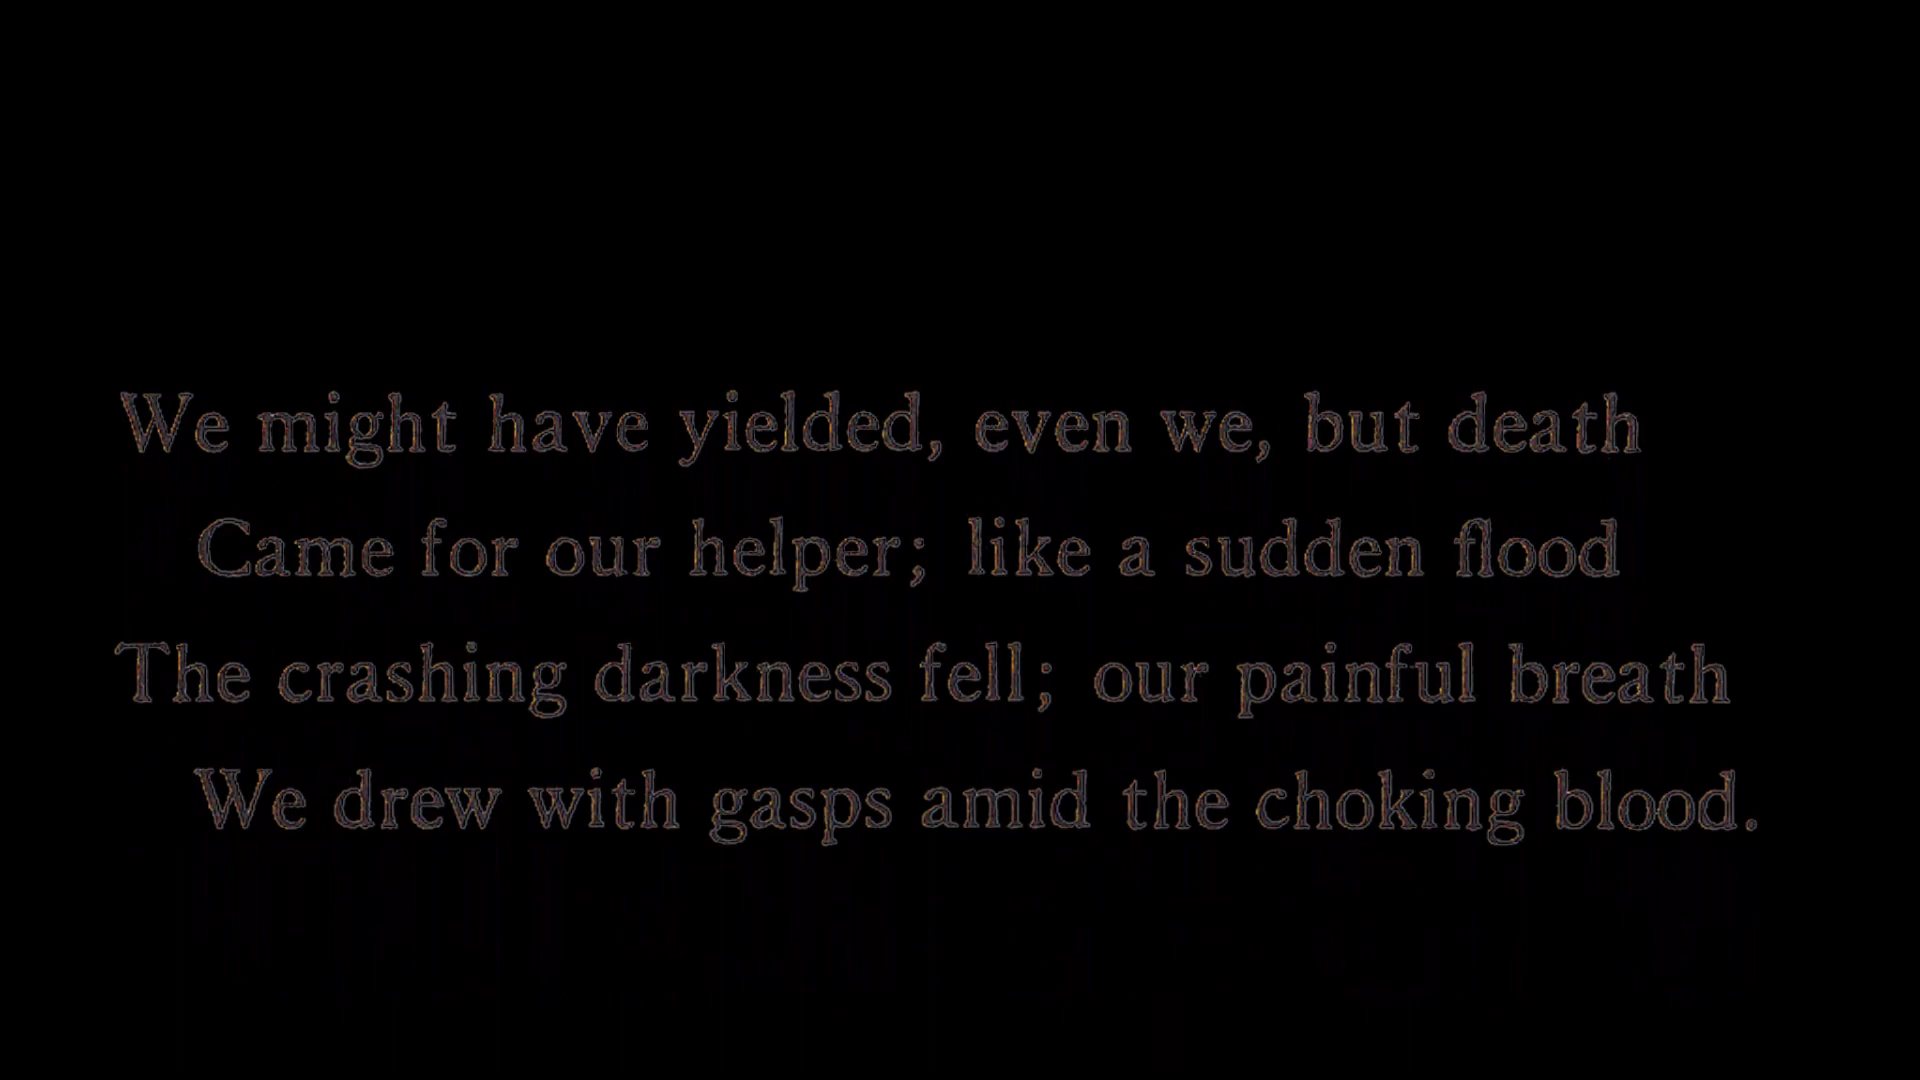 We might have yielded, even we, but death
Came for our helper; like a sudden flood
The crashing darkness fell; our painful breath
We drew with gasps amid the choking blood.